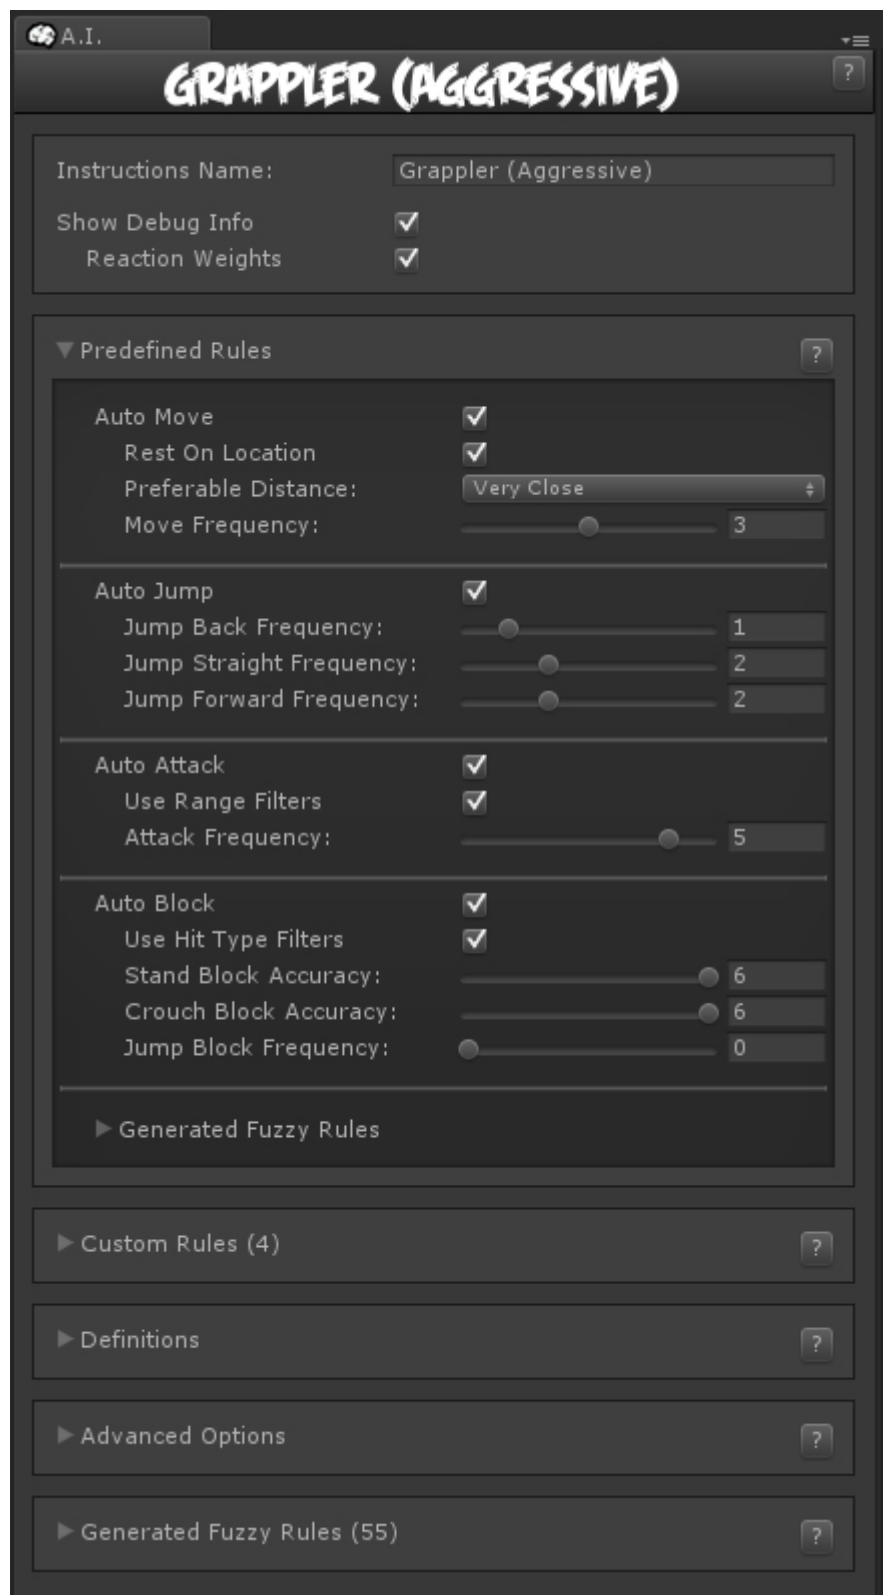 A.I.
GRAPPLER (AGGRESSIVE)
?
Instructions Name: Grappler (Aggressive)
Show Debug Info
Reaction Weights
Predefined Rules ?
Auto Move
Rest On Location
Preferable Distance: Very Close
Move Frequency: 3
Auto Jump
Jump Back Frequency: 1
Jump Straight Frequency: 2
Jump Forward Frequency: 2
Auto Attack
Use Range Filters
Attack Frequency: 5
Auto Block
Use Hit Type Filters
Stand Block Accuracy: 6
Crouch Block Accuracy: 6
Jump Block Frequency: 0
Generated Fuzzy Rules
Custom Rules (4) ?
Definitions ?
Advanced Options ?
Generated Fuzzy Rules (55) ?